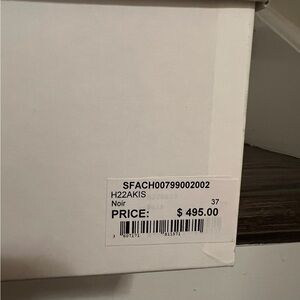 SFACH00799002002
H22AKIS
Noir 37
PRICE: $ 495.00